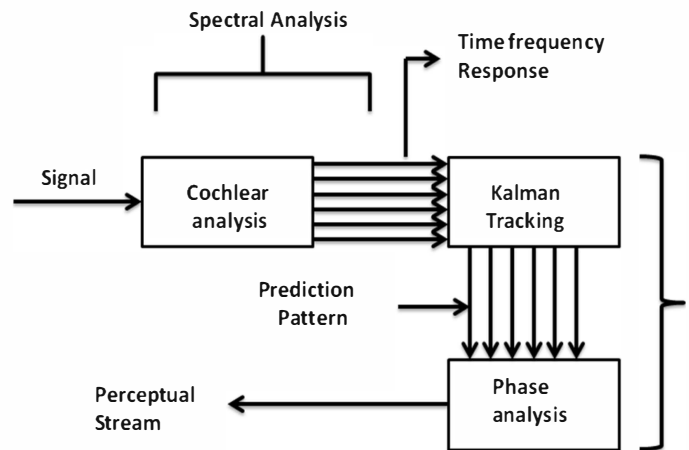 Spectral Analysis
Time frequency
Response
Signal
Cochlear
analysis
Kalman
Tracking
Prediction
Pattern
Perceptual
Stream
Phase
analysis